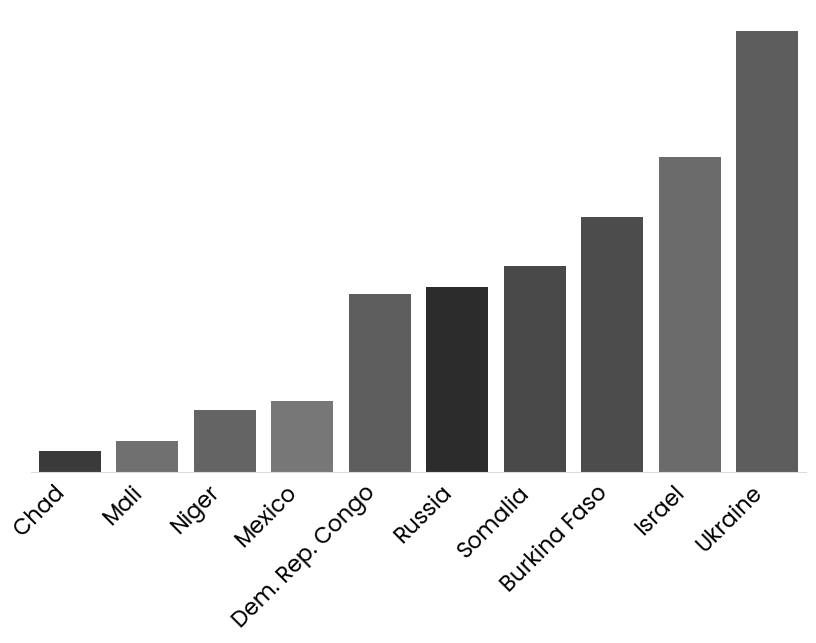 Chad
Mali
Niger
Mexico
Dem. Rep. Congo
Russia
Somalia
Burkina Faso
Israel
Ukraine